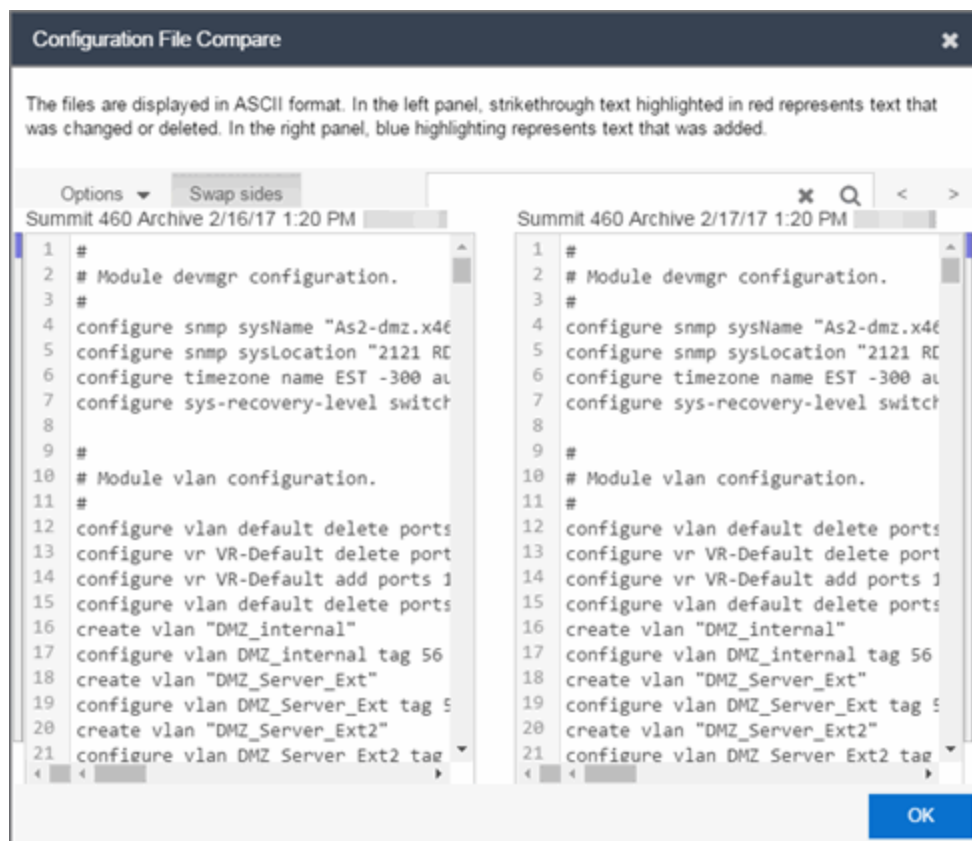 Configuration File Compare
The files are displayed in ASCII format. In the left panel, strikethrough text highlighted in red represents text that
was changed or deleted. In the right panel, blue highlighting represents text that was added.
Options Swap sides < >
Summit 460 Archive 2/16/17 1:20 PM
1 #
2 # Module devmgr configuration.
3 #
4 configure snmp sysName "As2-dmz.x46
5 configure snmp sysLocation "2121 RD
6 configure timezone name EST -300 au
7 configure sys-recovery-level switch
8
9 #
10 # Module vlan configuration.
11 #
12 configure vlan default delete ports
13 configure vr VR-Default delete port
14 configure vr VR-Default add ports 1
15 configure vlan default delete ports
16 create vlan "DMZ_internal"
17 configure vlan DMZ_internal tag 56
18 create vlan "DMZ_Server_Ext"
19 configure vlan DMZ_Server_Ext tag 5
20 create vlan "DMZ_Server_Ext2"
21 configure vlan DMZ_Server_Ext2 tag
Summit 460 Archive 2/17/17 1:20 PM
1 #
2 # Module devmgr configuration.
3 #
4 configure snmp sysName "As2-dmz.x46
5 configure snmp sysLocation "2121 RD
6 configure timezone name EST -300 au
7 configure sys-recovery-level switch
8
9 #
10 # Module vlan configuration.
11 #
12 configure vlan default delete ports
13 configure vr VR-Default delete port
14 configure vr VR-Default add ports 1
15 configure vlan default delete ports
16 create vlan "DMZ_internal"
17 configure vlan DMZ_internal tag 56
18 create vlan "DMZ_Server_Ext"
19 configure vlan DMZ_Server_Ext tag 5
20 create vlan "DMZ_Server_Ext2"
21 configure vlan DMZ_Server_Ext2 tag
OK